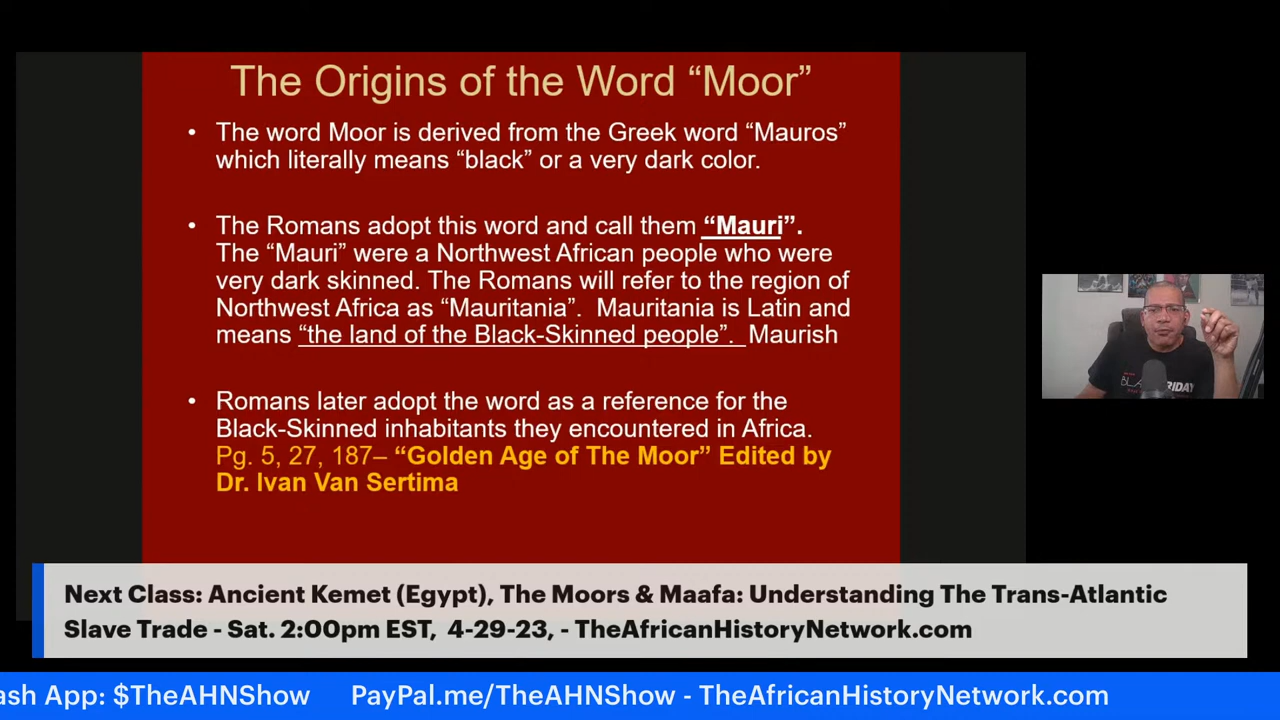 The Origins of the Word “Moor”
• The word Moor is derived from the Greek word “Mauros”
which literally means “black” or a very dark color.
• The Romans adopt this word and call them “Mauri”.
The “Mauri” were a Northwest African people who were
very dark skinned. The Romans will refer to the region of
Northwest Africa as “Mauritania”. Mauritania is Latin and
means “the land of the Black-Skinned people”. Maurish
• Romans later adopt the word as a reference for the
Black-Skinned inhabitants they encountered in Africa.
Pg. 5, 27, 187– “Golden Age of The Moor” Edited by
Dr. Ivan Van Sertima
Next Class: Ancient Kemet (Egypt), The Moors & Maafa: Understanding The Trans-Atlantic
Slave Trade - Sat. 2:00pm EST, 4-29-23, - TheAfricanHistoryNetwork.com
ash App: $TheAHNShow PayPal.me/TheAHNShow - TheAfricanHistoryNetwork.com